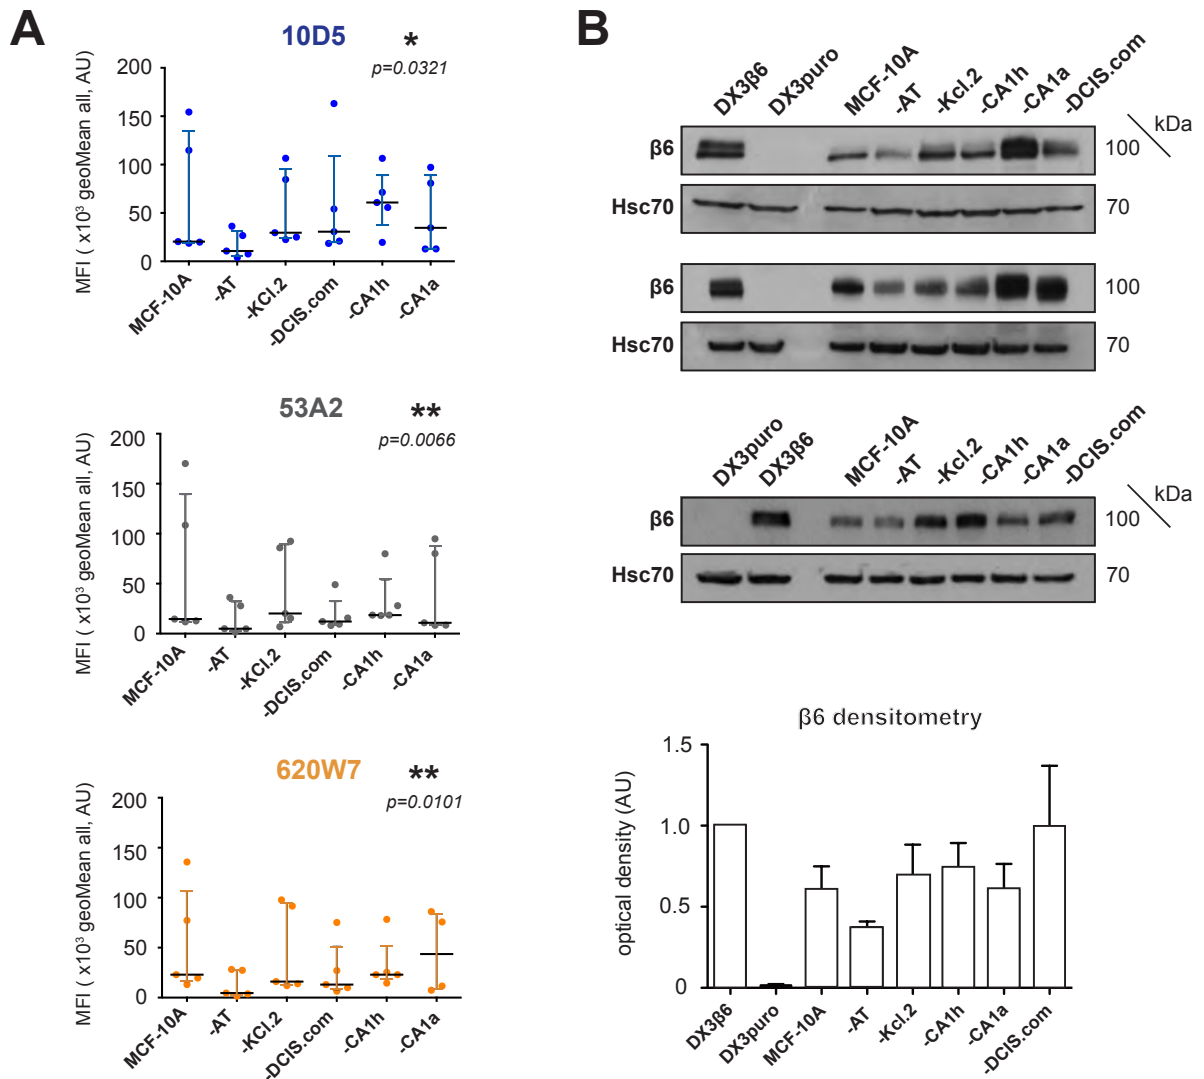 A
10D5
*
p=0.0321
MFI ( x10³ geoMean all, AU)
200
150
100
50
0
MCF-10A
-AT
-KCl.2
-DCIS.com
-CA1h
-CA1a
53A2
**
p=0.0066
MFI ( x10³ geoMean all, AU)
200
150
100
50
0
MCF-10A
-AT
-KCl.2
-DCIS.com
-CA1h
-CA1a
620W7
**
p=0.0101
MFI ( x10³ geoMean all, AU)
200
150
100
50
0
MCF-10A
-AT
-KCl.2
-DCIS.com
-CA1h
-CA1a
B
DX3β6
DX3puro
MCF-10A
-AT
-Kcl.2
-CA1h
-CA1a
-DCIS.com
kDa
β6
100
Hsc70
70
β6
100
Hsc70
70
DX3puro
DX3β6
MCF-10A
-AT
-Kcl.2
-CA1h
-CA1a
-DCIS.com
kDa
β6
100
Hsc70
70
β6 densitometry
optical density (AU)
1.5
1.0
0.5
0
DX3β6
DX3puro
MCF-10A
-AT
-Kcl.2
-CA1h
-CA1a
-DCIS.com